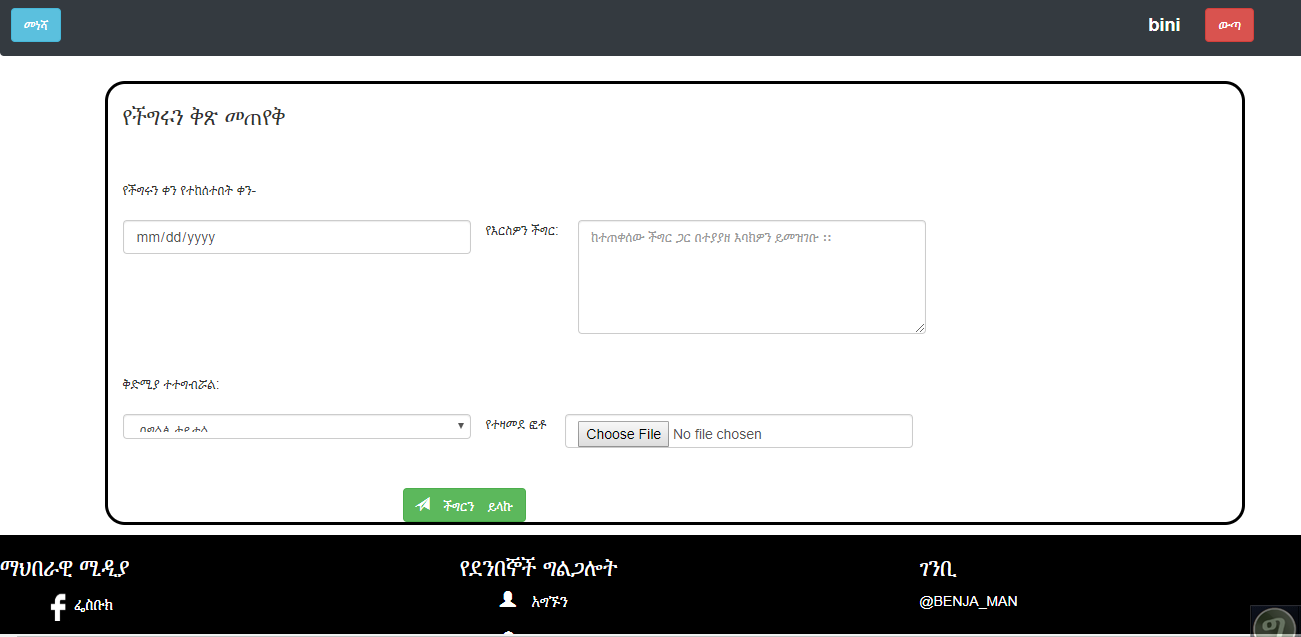 መነሻ
bini
ውጣ
የችግሩን ቅጽ መጠየቅ
የችግሩን ቀን የተከሰተበት ቀን-
mm/dd/yyyy
የእርስዎን ችግር:
ከተጠቀሰው ችግር ጋር በተያያዘ እባክዎን ይመዝገቡ ፡፡
ቅድሚያ ተተግብሯል:
የተዛመደ ፎቶ
Choose File No file chosen
ችግርን ይላኩ
ማህበራዊ ሚዲያ
የደንበኞች ግልጋሎት
ገንቢ
ፌስቡክ
እግኙን
@BENJA_MAN
ግ